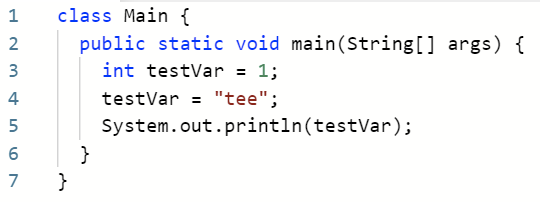 1 class Main {
2 public static void main(String[] args) {
3 int testVar = 1;
4 testVar = "tee";
5 System.out.println(testVar);
6 }
7 }